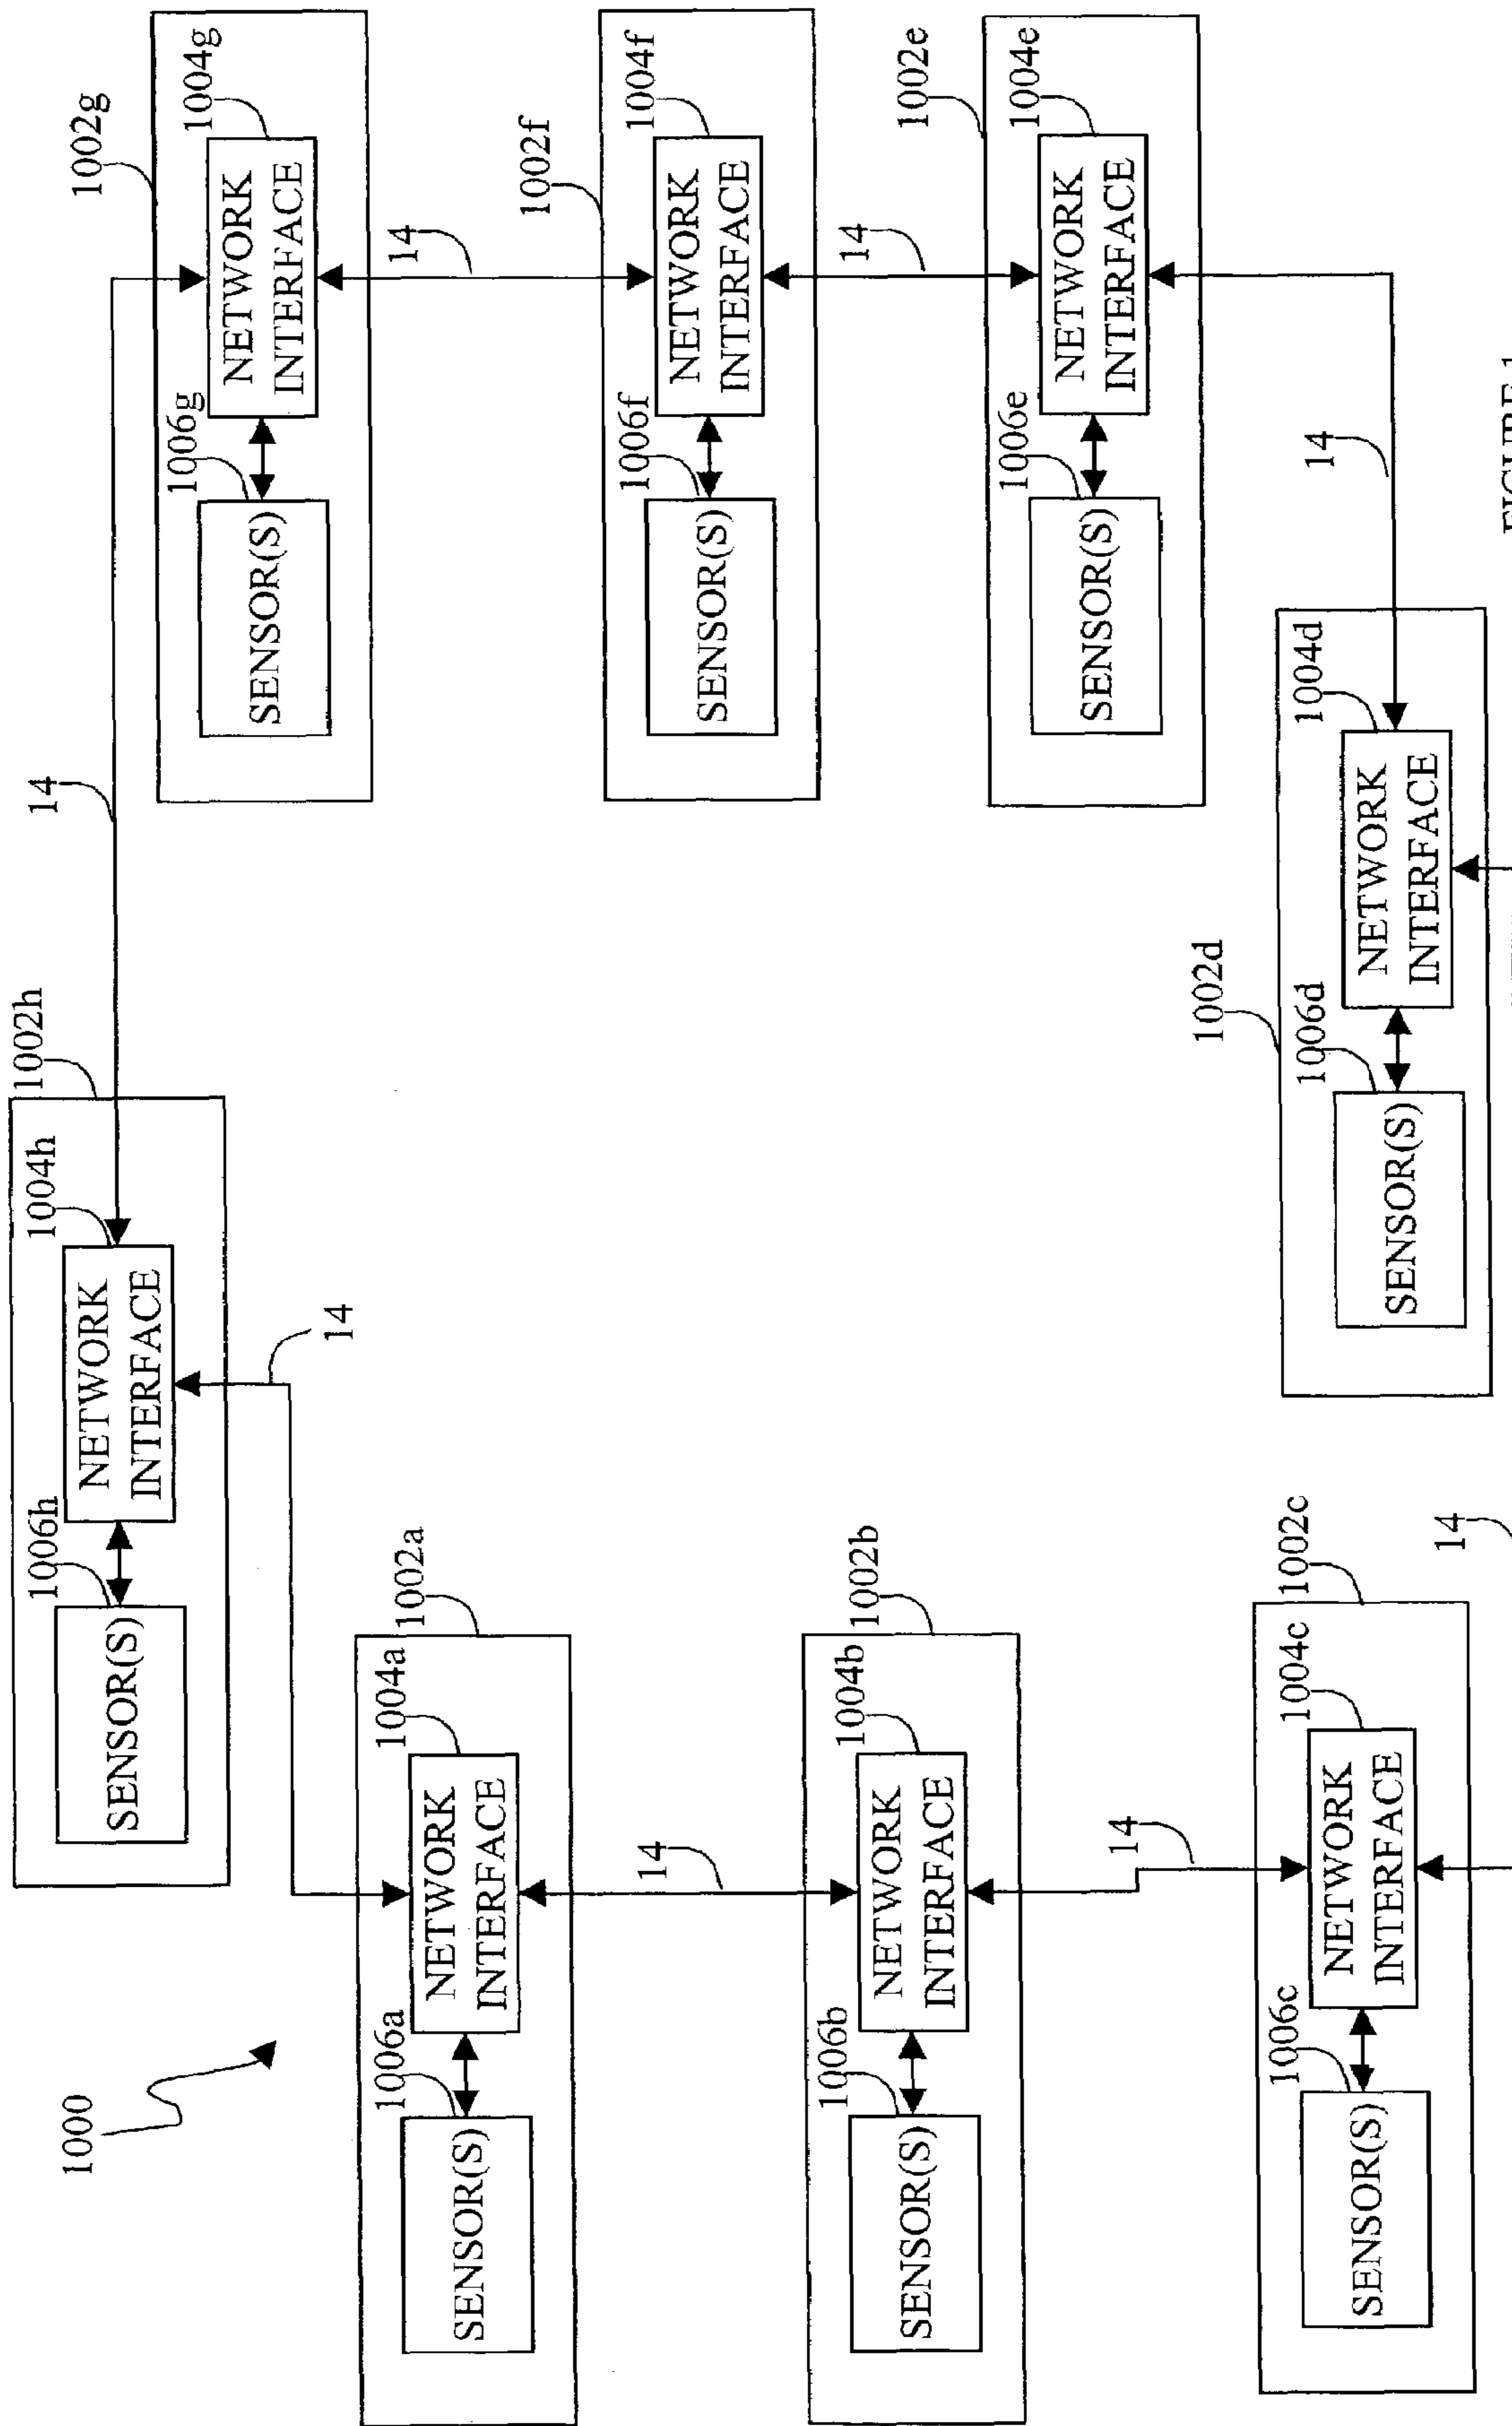 1000
1002h
1006h
1004h
SENSOR(S)
NETWORK
INTERFACE
14
14
1002a
1006a
1004a
SENSOR(S)
NETWORK
INTERFACE
14
1002b
1006b
1004b
SENSOR(S)
NETWORK
INTERFACE
14
1002c
1006c
1004c
SENSOR(S)
NETWORK
INTERFACE
14
1002g
1006g
1004g
SENSOR(S)
NETWORK
INTERFACE
14
1002f
1006f
1004f
SENSOR(S)
NETWORK
INTERFACE
14
1002e
1006e
1004e
SENSOR(S)
NETWORK
INTERFACE
14
1002d
1006d
1004d
SENSOR(S)
NETWORK
INTERFACE
FIGURE 1